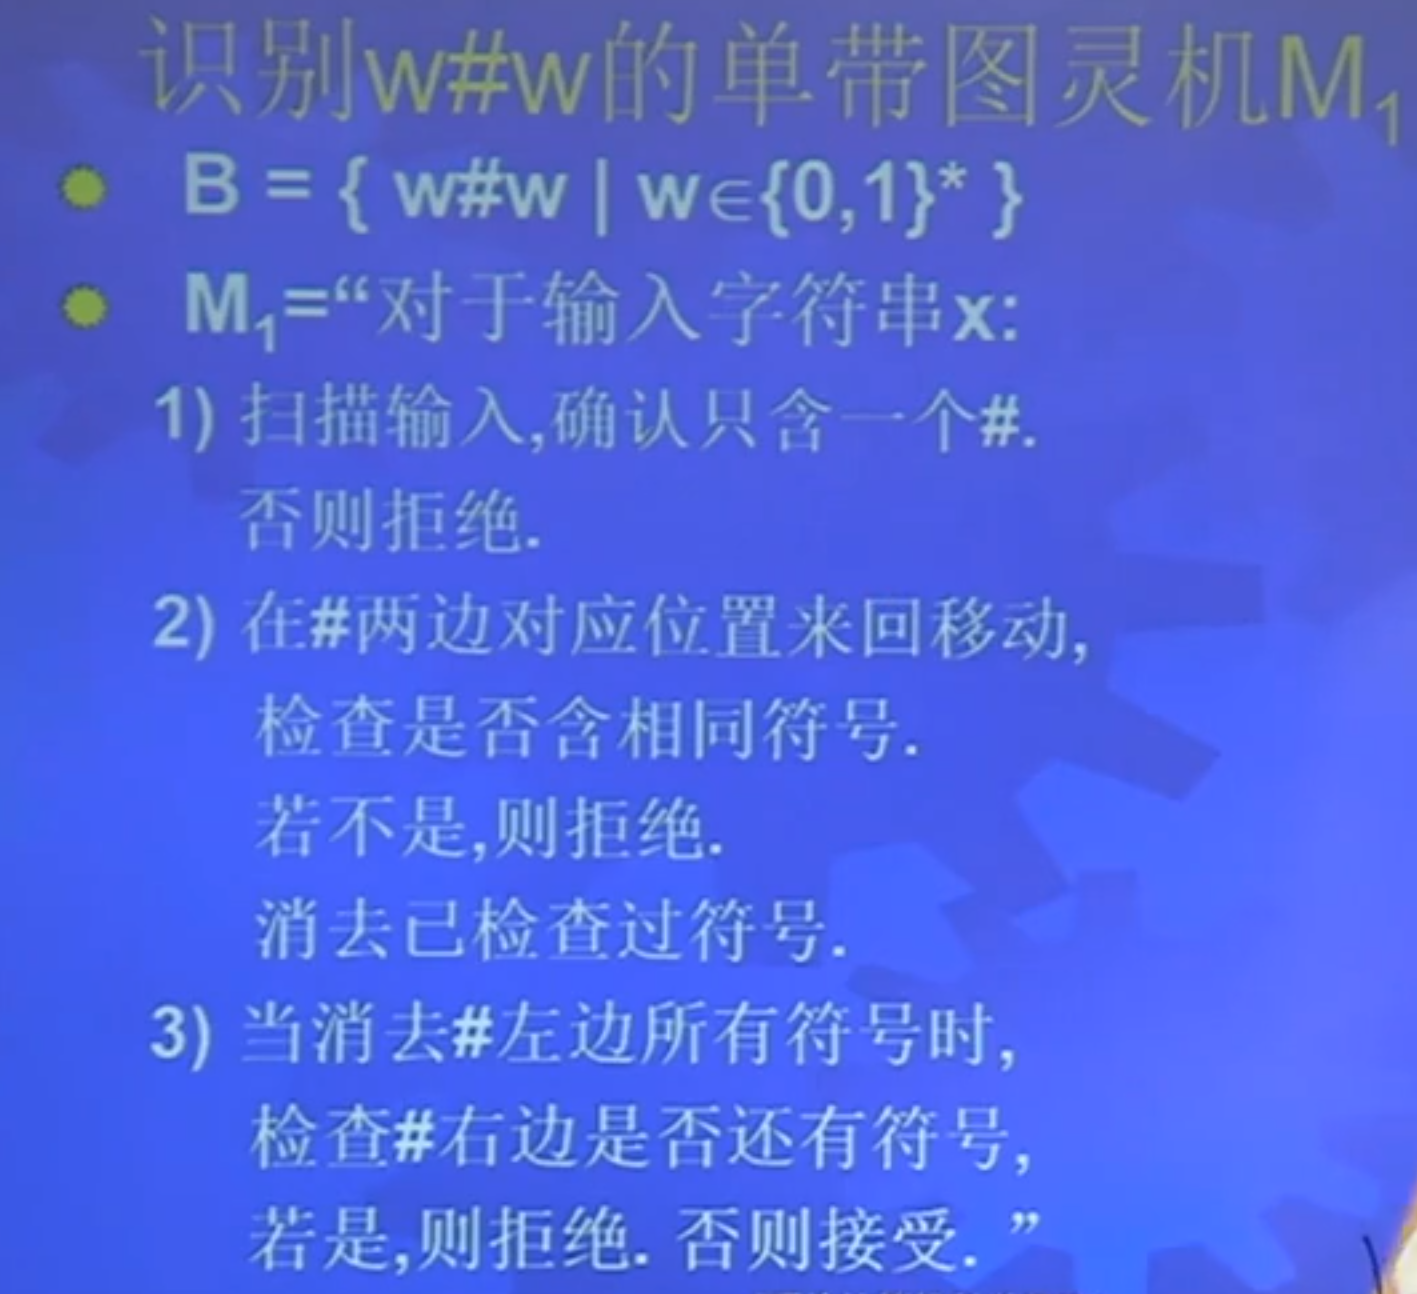 识别w#w的单带图灵机M₁
B = { w#w | w∈{0,1}* }
M₁=“对于输入字符串x:
1) 扫描输入,确认只含一个#.
否则拒绝.
2) 在#两边对应位置来回移动,
检查是否含相同符号.
若不是,则拒绝.
消去已检查过符号.
3) 当消去#左边所有符号时,
检查#右边是否还有符号,
若是,则拒绝. 否则接受. ”